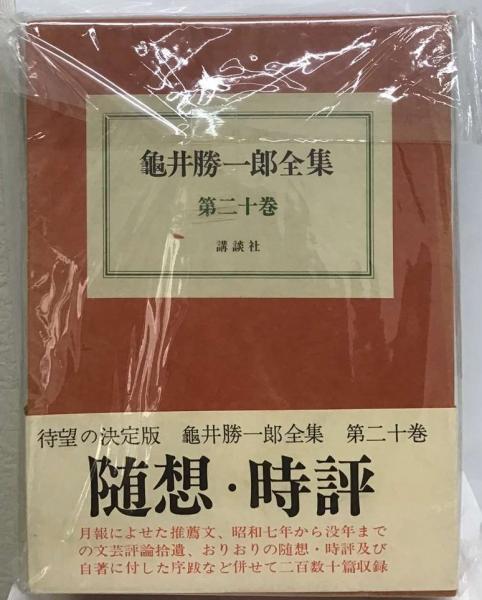 龜井勝一郎全集
第二十巻
講談社
待望の決定版 龜井勝一郎全集 第二十巻
随想・時評
月報によせた推薦文、昭和七年から没年まで
の文芸評論拾遺、おりおりの随想・時評及び
自著に付した序跋など併せて二百数十篇収録